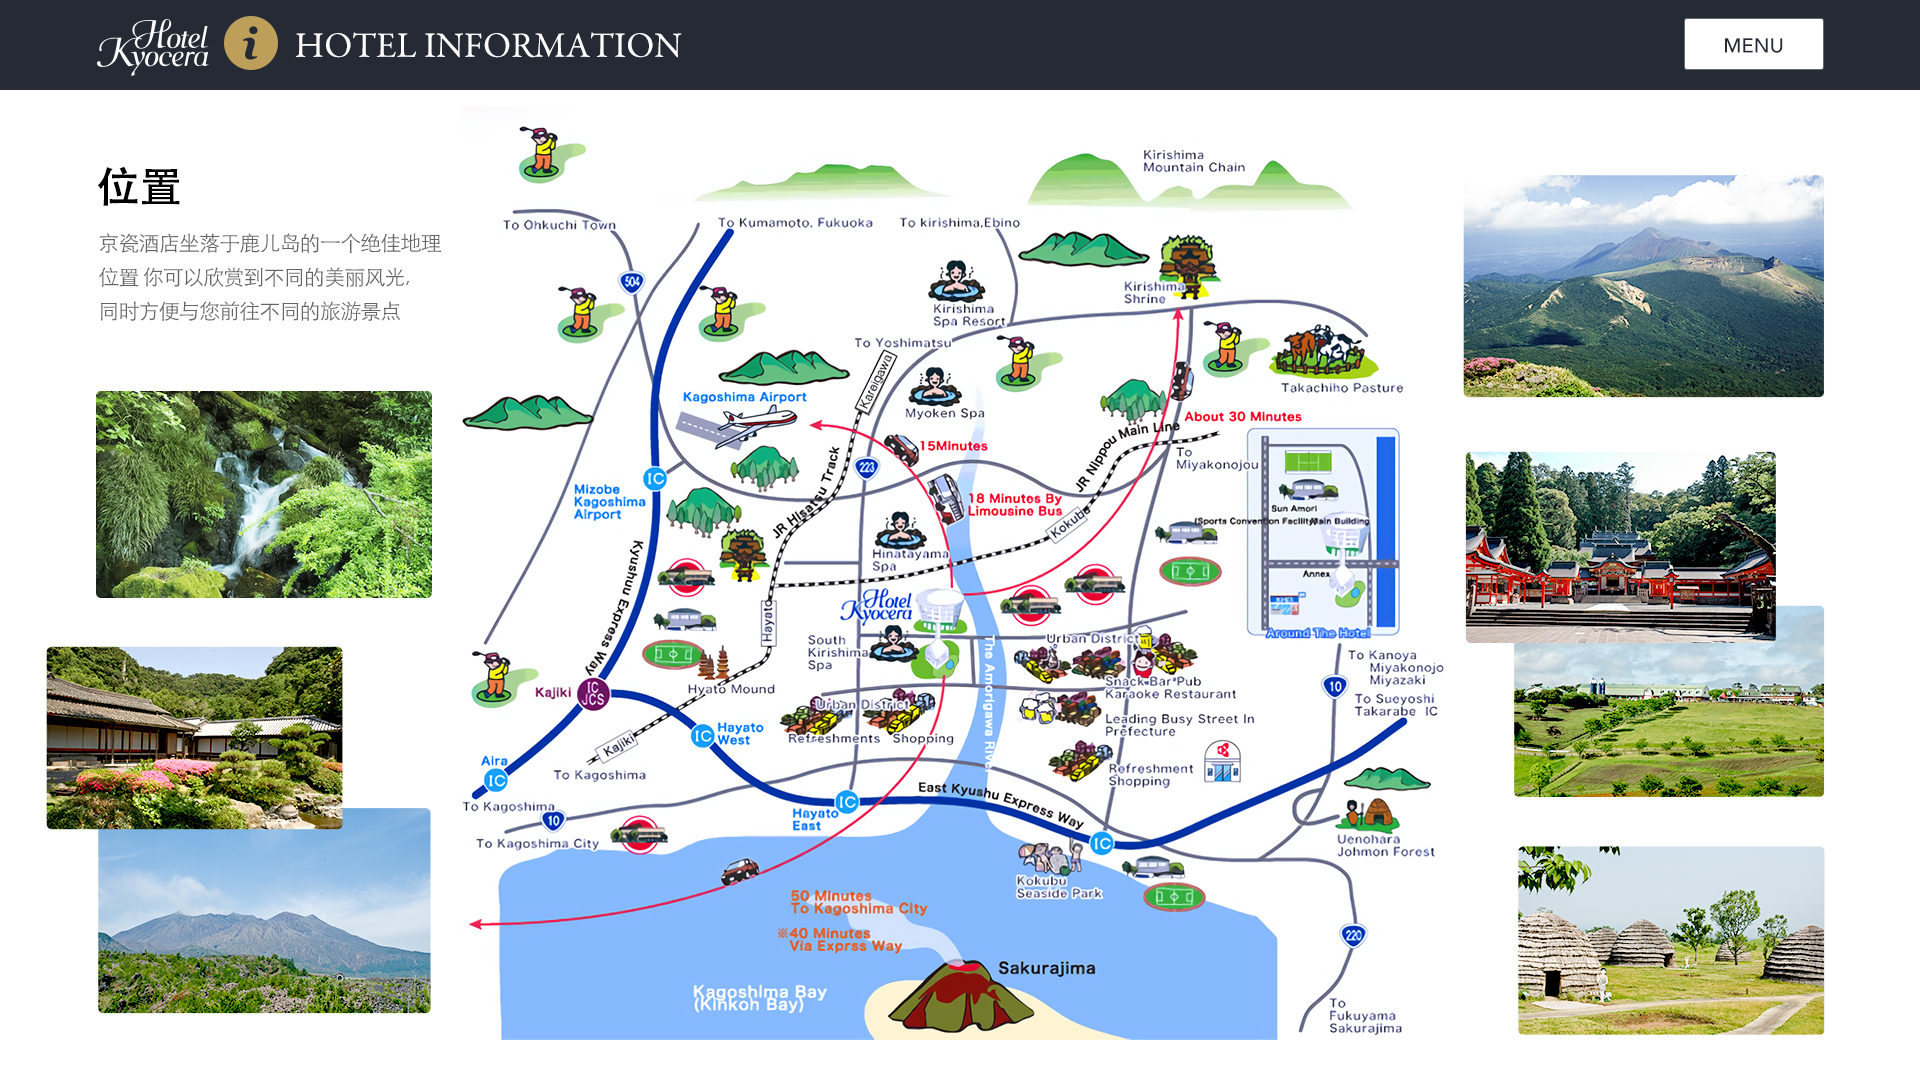 Hotel
Kyocera
i
HOTEL INFORMATION
MENU
位置
京瓷酒店坐落于鹿儿岛的一个绝佳地理
位置 你可以欣赏到不同的美丽风光,
同时方便与您前往不同的旅游景点
Kirishima
Mountain Chain
To Ohkuchi Town
To Kumamoto, Fukuoka
To kirishima,Ebino
504
Kirishima
Shrine
Kirishima
Spa Resort
To Yoshimatsu
Kareigawa
Takachiho Pasture
Kagoshima Airport
Myoken Spa
About 30 Minutes
15Minutes
JR Nippou Main Line
To
Miyakonojou
223
Mizobe
Kagoshima
Airport
IC
JR Hisatsu Track
18 Minutes By
Limousine Bus
Kokubu
Sun Amori
(Sports Convention Facility)
Main Building
Annex
Around The Hotel
Hinatayama
Spa
Kyushu Express Way
Hayato
Hotel
Kyocera
South
Kirishima
Spa
The Amorigawa River
Urban District
Snack Bar*Pub
Karaoke Restaurant
To Kanoya
Miyakonojo
Miyazaki
10
To Sueyoshi
Takarabe IC
Kajiki
IC
JCS
Hyato Mound
Urban District
Refreshments
Shopping
Leading Busy Street In
Prefecture
Hayato
West
IC
Kajiki
Refreshment
Shopping
Aira
IC
To Kagoshima
To Kagoshima
10
To Kagoshima City
Hayato
East
IC
East Kyushu Express Way
IC
Uenohara
Johmon Forest
Kokubu
Seaside Park
50 Minutes
To Kagoshima City
※40 Minutes
Via Exprss Way
220
Sakurajima
Kagoshima Bay
(Kinkoh Bay)
To
Fukuyama
Sakurajima